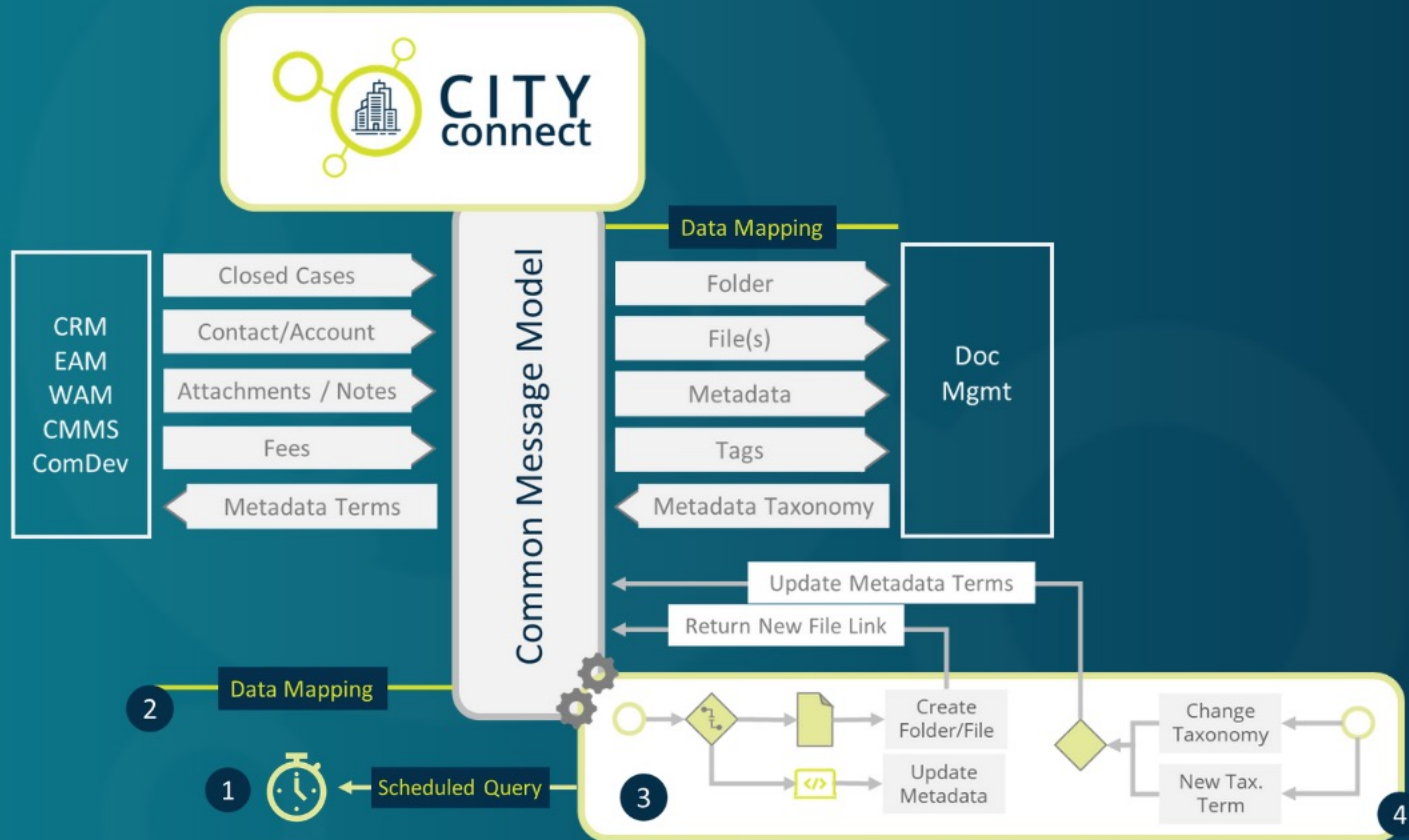 CITY
connect
Data Mapping
CRM
EAM
WAM
CMMS
ComDev
Closed Cases
Contact/Account
Attachments / Notes
Fees
Metadata Terms
Common Message Model
Folder
File(s)
Metadata
Tags
Metadata Taxonomy
Doc
Mgmt
Update Metadata Terms
Return New File Link
2
Data Mapping
1
Scheduled Query
3
Create
Folder/File
Update
Metadata
</>
Change
Taxonomy
New Tax.
Term
4